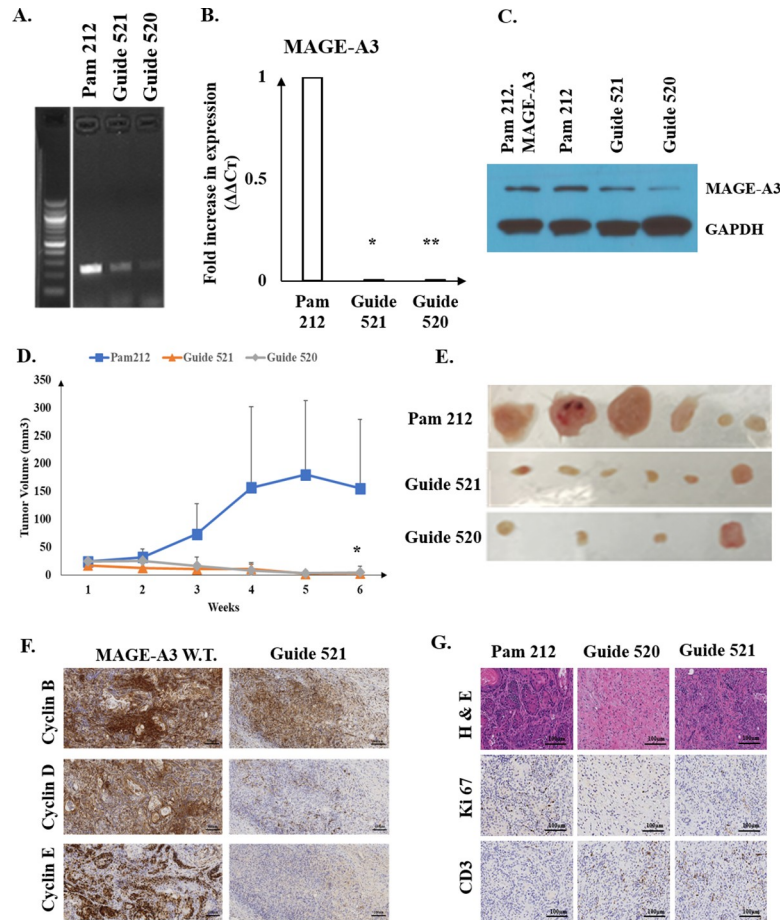 A.
Pam 212
Guide 521
Guide 520
B.
MAGE-A3
Fold increase in expression
(ΔΔCT)
1
0.5
0
*
**
Pam
212
Guide
521
Guide
520
C.
Pam 212.
MAGE-A3
Pam 212
Guide 521
Guide 520
MAGE-A3
GAPDH
D.
Pam212
Guide 521
Guide 520
Tumor Volume (mm3)
350
300
250
200
150
100
50
0
*
1 2 3 4 5 6
Weeks
E.
Pam 212
Guide 521
Guide 520
F.
MAGE-A3 W.T.
Guide 521
Cyclin B
Cyclin D
Cyclin E
G.
Pam 212
Guide 520
Guide 521
H & E
100μm
100μm
100μm
Ki 67
100μm
100μm
100μm
CD3
100μm
100μm
100μm